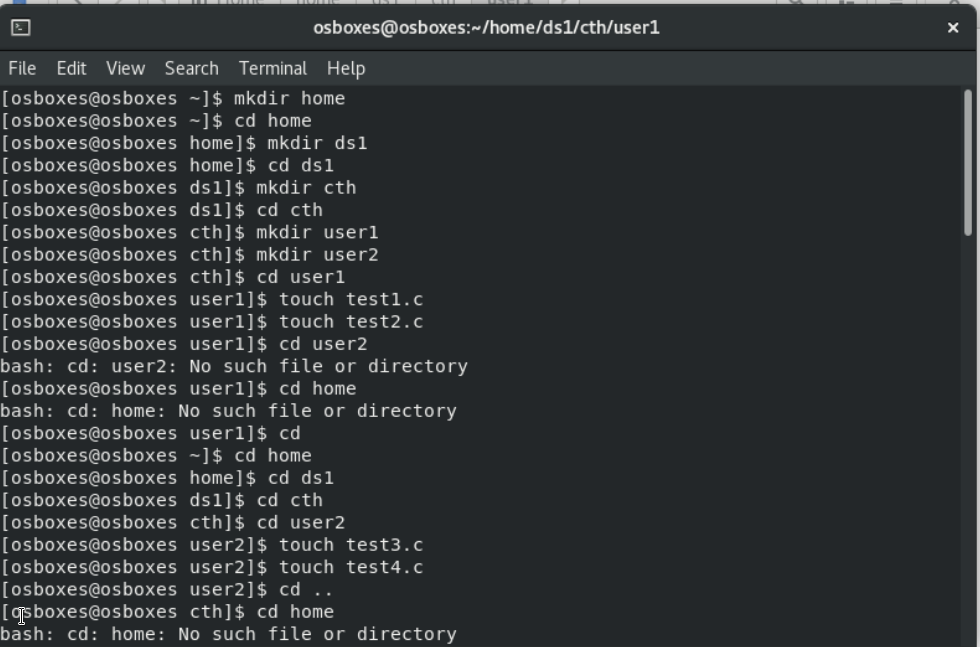 osboxes@osboxes:~/home/ds1/cth/user1
File Edit View Search Terminal Help
[osboxes@osboxes ~]$ mkdir home
[osboxes@osboxes ~]$ cd home
[osboxes@osboxes home]$ mkdir ds1
[osboxes@osboxes home]$ cd ds1
[osboxes@osboxes ds1]$ mkdir cth
[osboxes@osboxes ds1]$ cd cth
[osboxes@osboxes cth]$ mkdir user1
[osboxes@osboxes cth]$ mkdir user2
[osboxes@osboxes cth]$ cd user1
[osboxes@osboxes user1]$ touch test1.c
[osboxes@osboxes user1]$ touch test2.c
[osboxes@osboxes user1]$ cd user2
bash: cd: user2: No such file or directory
[osboxes@osboxes user1]$ cd home
bash: cd: home: No such file or directory
[osboxes@osboxes user1]$ cd
[osboxes@osboxes ~]$ cd home
[osboxes@osboxes home]$ cd ds1
[osboxes@osboxes ds1]$ cd cth
[osboxes@osboxes cth]$ cd user2
[osboxes@osboxes user2]$ touch test3.c
[osboxes@osboxes user2]$ touch test4.c
[osboxes@osboxes user2]$ cd ..
[osboxes@osboxes cth]$ cd home
bash: cd: home: No such file or directory